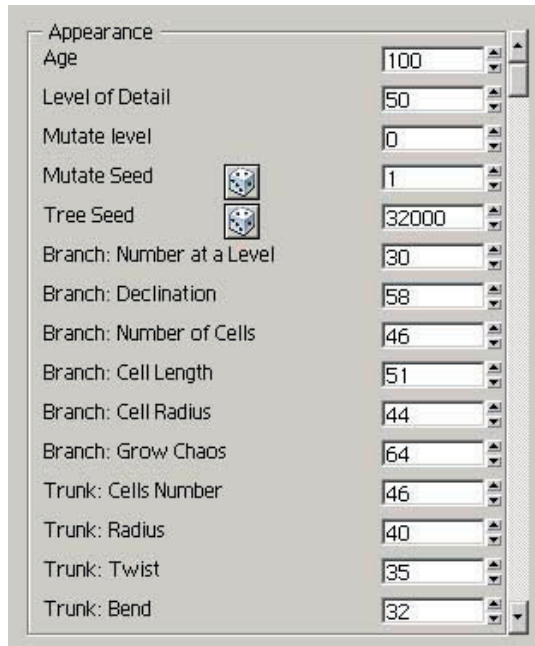 Appearance
Age 100
Level of Detail 50
Mutate level 0
Mutate Seed 1
Tree Seed 32000
Branch: Number at a Level 30
Branch: Declination 58
Branch: Number of Cells 46
Branch: Cell Length 51
Branch: Cell Radius 44
Branch: Grow Chaos 64
Trunk: Cells Number 46
Trunk: Radius 40
Trunk: Twist 35
Trunk: Bend 32